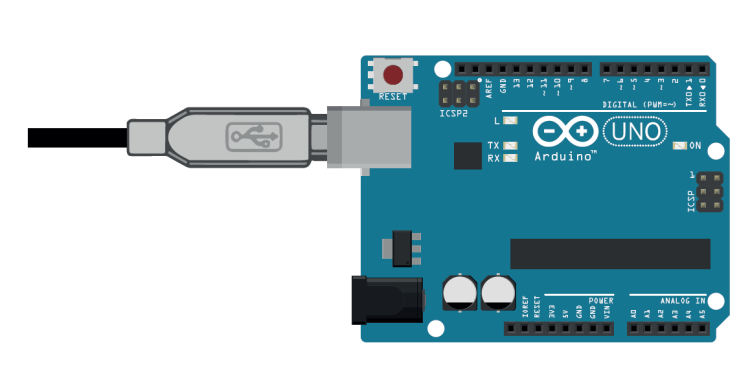 RESET
ICSP2
AREF
GND
13
12
~11
~10
~9
8
7
~6
~5
4
~3
2
TX0▶1
RX0◀0
DIGITAL (PWM=~)
L
TX
RX
UNO
ON
Arduino™
1
ICSP
POWER
ANALOG IN
IOREF
RESET
3V3
5V
GND
GND
VIN
A0
A1
A2
A3
A4
A5